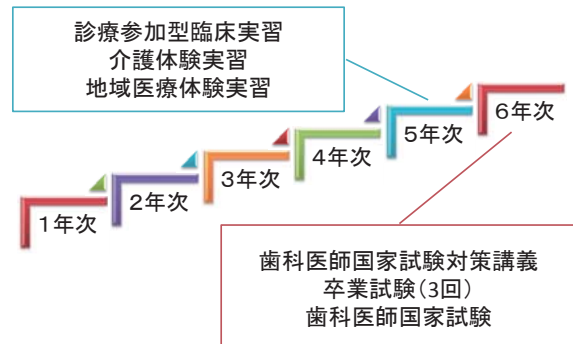 診療参加型臨床実習
介護体験実習
地域医療体験実習
1年次
2年次
3年次
4年次
5年次
6年次
歯科医師国家試験対策講義
卒業試験(3回)
歯科医師国家試験